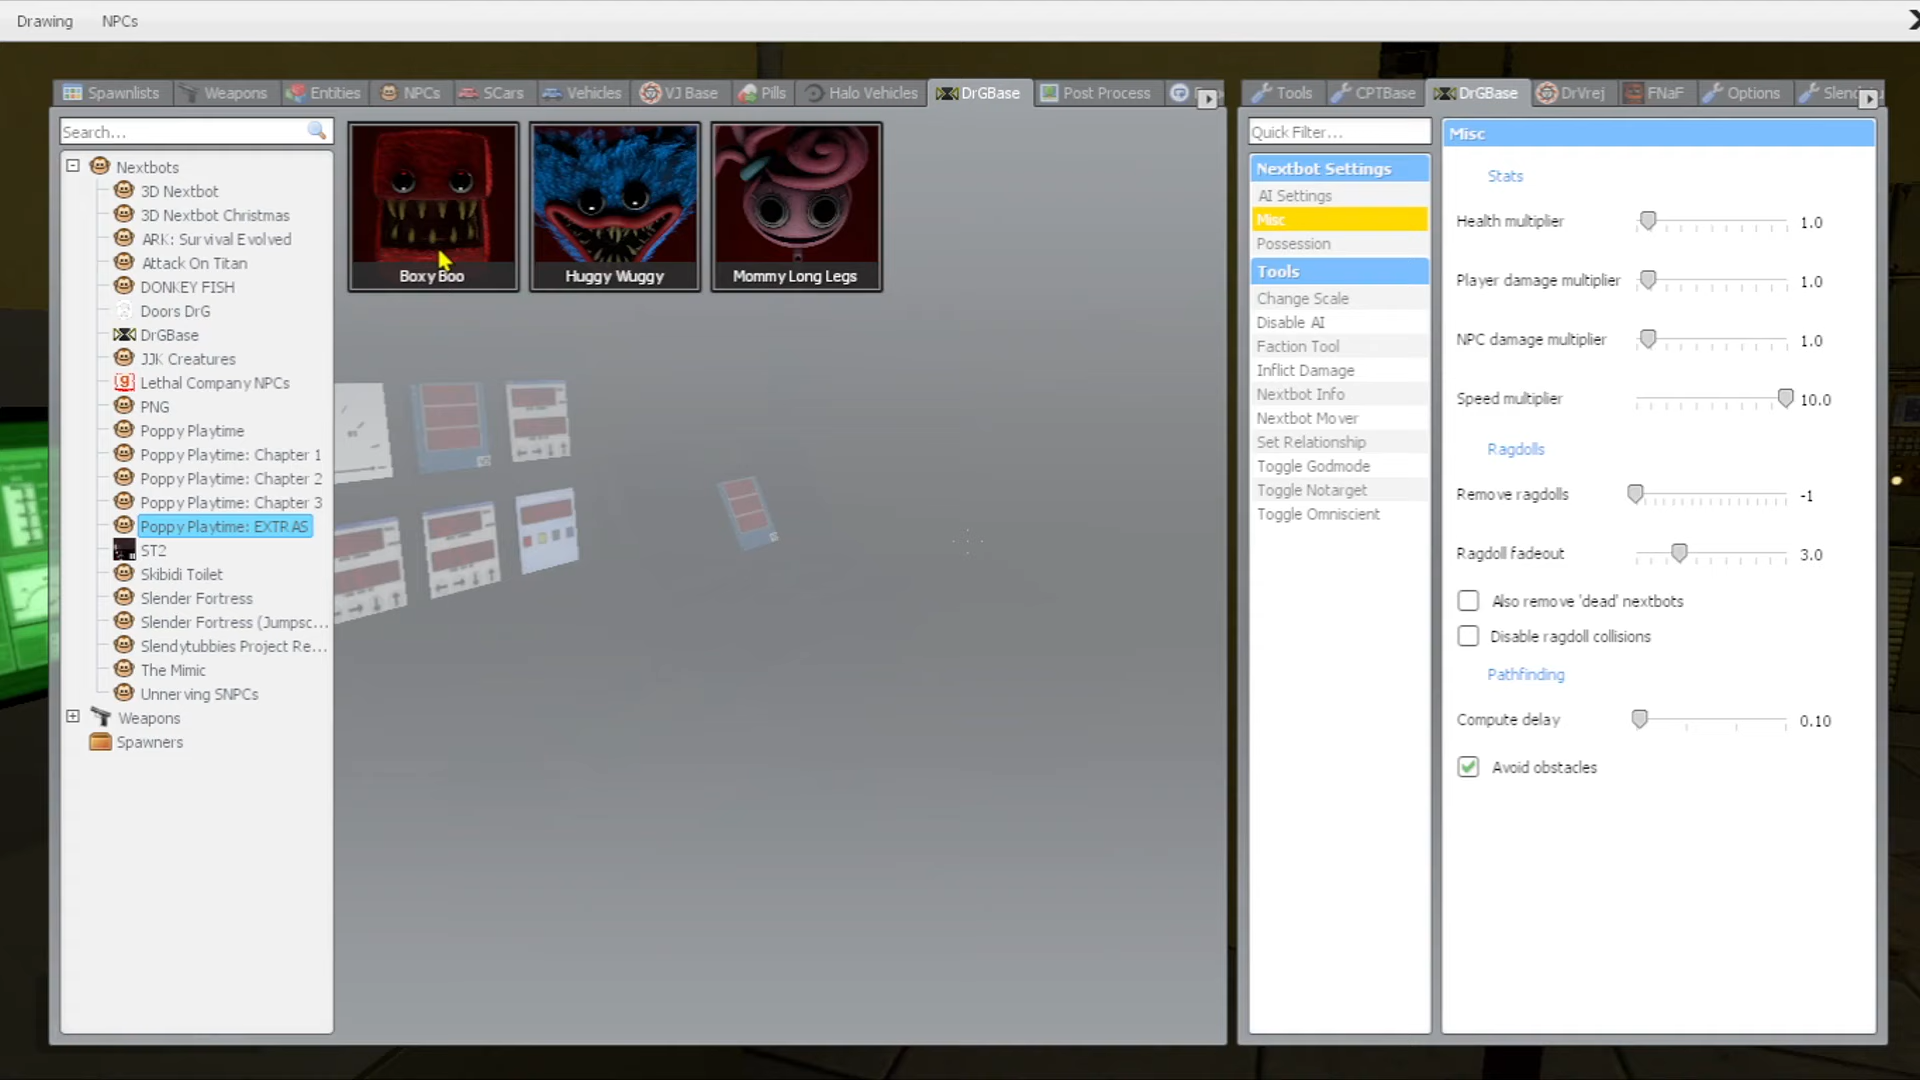 Drawing NPCs
Spawnlists Weapons Entities NPCs SCars Vehicles VJ Base Pills Halo Vehicles DrGBase Post Process
Tools CPTBase DrGBase DrVrej FNaF Options
Search...
Nextbots
3D Nextbot
3D Nextbot Christmas
ARK: Survival Evolved
Attack On Titan
DONKEY FISH
Doors DrG
DrGBase
JJK Creatures
Lethal Company NPCs
PNG
Poppy Playtime
Poppy Playtime: Chapter 1
Poppy Playtime: Chapter 2
Poppy Playtime: Chapter 3
Poppy Playtime: EXTRAS
ST2
Skibidi Toilet
Slender Fortress
Slender Fortress (Jumpsc...
Slendytubbies Project Re...
The Mimic
Unnerving SNPCs
Weapons
Spawners
Boxy Boo
Huggy Wuggy
Mommy Long Legs
Quick Filter...
Nextbot Settings
AI Settings
Misc
Possession
Tools
Change Scale
Disable AI
Faction Tool
Inflict Damage
Nextbot Info
Nextbot Mover
Set Relationship
Toggle Godmode
Toggle Notarget
Toggle Omniscient
Misc
Stats
Health multiplier 1.0
Player damage multiplier 1.0
NPC damage multiplier 1.0
Speed multiplier 10.0
Ragdolls
Remove ragdolls -1
Ragdoll fadeout 3.0
Also remove 'dead' nextbots
Disable ragdoll collisions
Pathfinding
Compute delay 0.10
Avoid obstacles